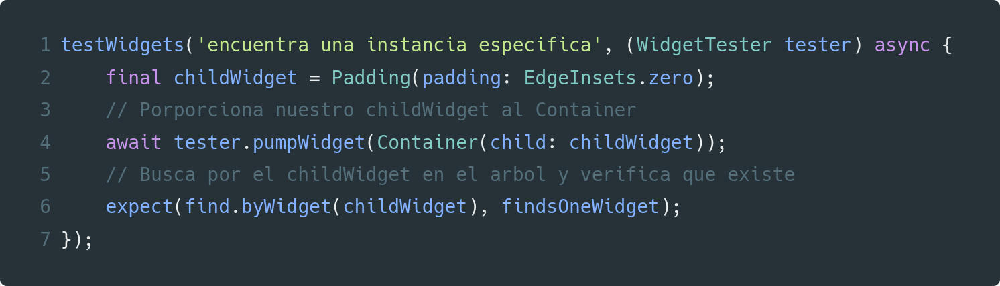 1 testWidgets('encuentra una instancia especifica', (WidgetTester tester) async {
2     final childWidget = Padding(padding: EdgeInsets.zero);
3     // Porporciona nuestro childWidget al Container
4     await tester.pumpWidget(Container(child: childWidget));
5     // Busca por el childWidget en el arbol y verifica que existe
6     expect(find.byWidget(childWidget), findsOneWidget);
7 });